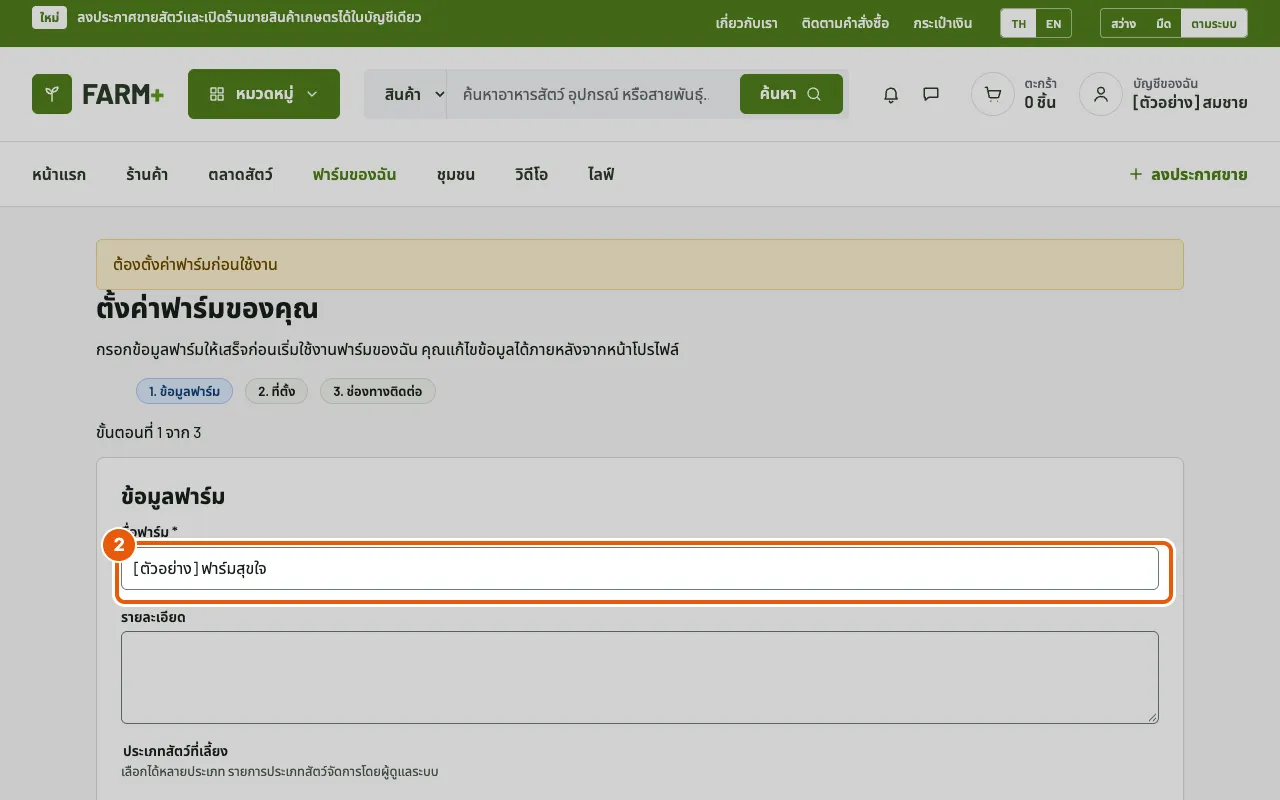 ใหม่ ลงประกาศขายสัตว์และเปิดร้านขายสินค้าเกษตรได้ในบัญชีเดียว เกี่ยวกับเรา ติดตามคำสั่งซื้อ กระเป๋าเงิน TH EN สว่าง มืด ตามระบบ
FARM+ หมวดหมู่ สินค้า ค้นหาอาหารสัตว์ อุปกรณ์ หรือสายพันธุ์.. ค้นหา
ตะกร้า
0 ชิ้น
บัญชีของฉัน
[ตัวอย่าง] สมชาย
หน้าแรก ร้านค้า ตลาดสัตว์ ฟาร์มของฉัน ชุมชน วิดีโอ ไลฟ์ + ลงประกาศขาย
ต้องตั้งค่าฟาร์มก่อนใช้งาน
ตั้งค่าฟาร์มของคุณ
กรอกข้อมูลฟาร์มให้เสร็จก่อนเริ่มใช้งานฟาร์มของฉัน คุณแก้ไขข้อมูลได้ภายหลังจากหน้าโปรไฟล์
1. ข้อมูลฟาร์ม 2. ที่ตั้ง 3. ช่องทางติดต่อ
ขั้นตอนที่ 1 จาก 3
ข้อมูลฟาร์ม
ชื่อฟาร์ม *
2
[ตัวอย่าง] ฟาร์มสุขใจ
รายละเอียด
ประเภทสัตว์ที่เลี้ยง
เลือกได้หลายประเภท รายการประเภทสัตว์จัดการโดยผู้ดูแลระบบ